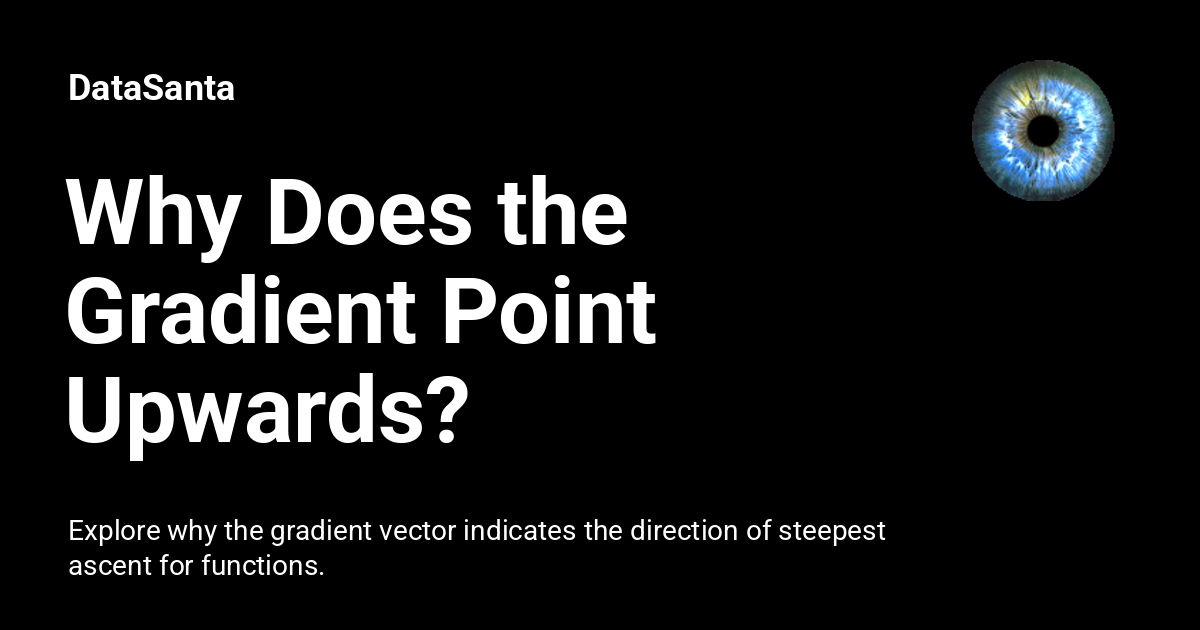 DataSanta
Why Does the
Gradient Point
Upwards?
Explore why the gradient vector indicates the direction of steepest
ascent for functions.